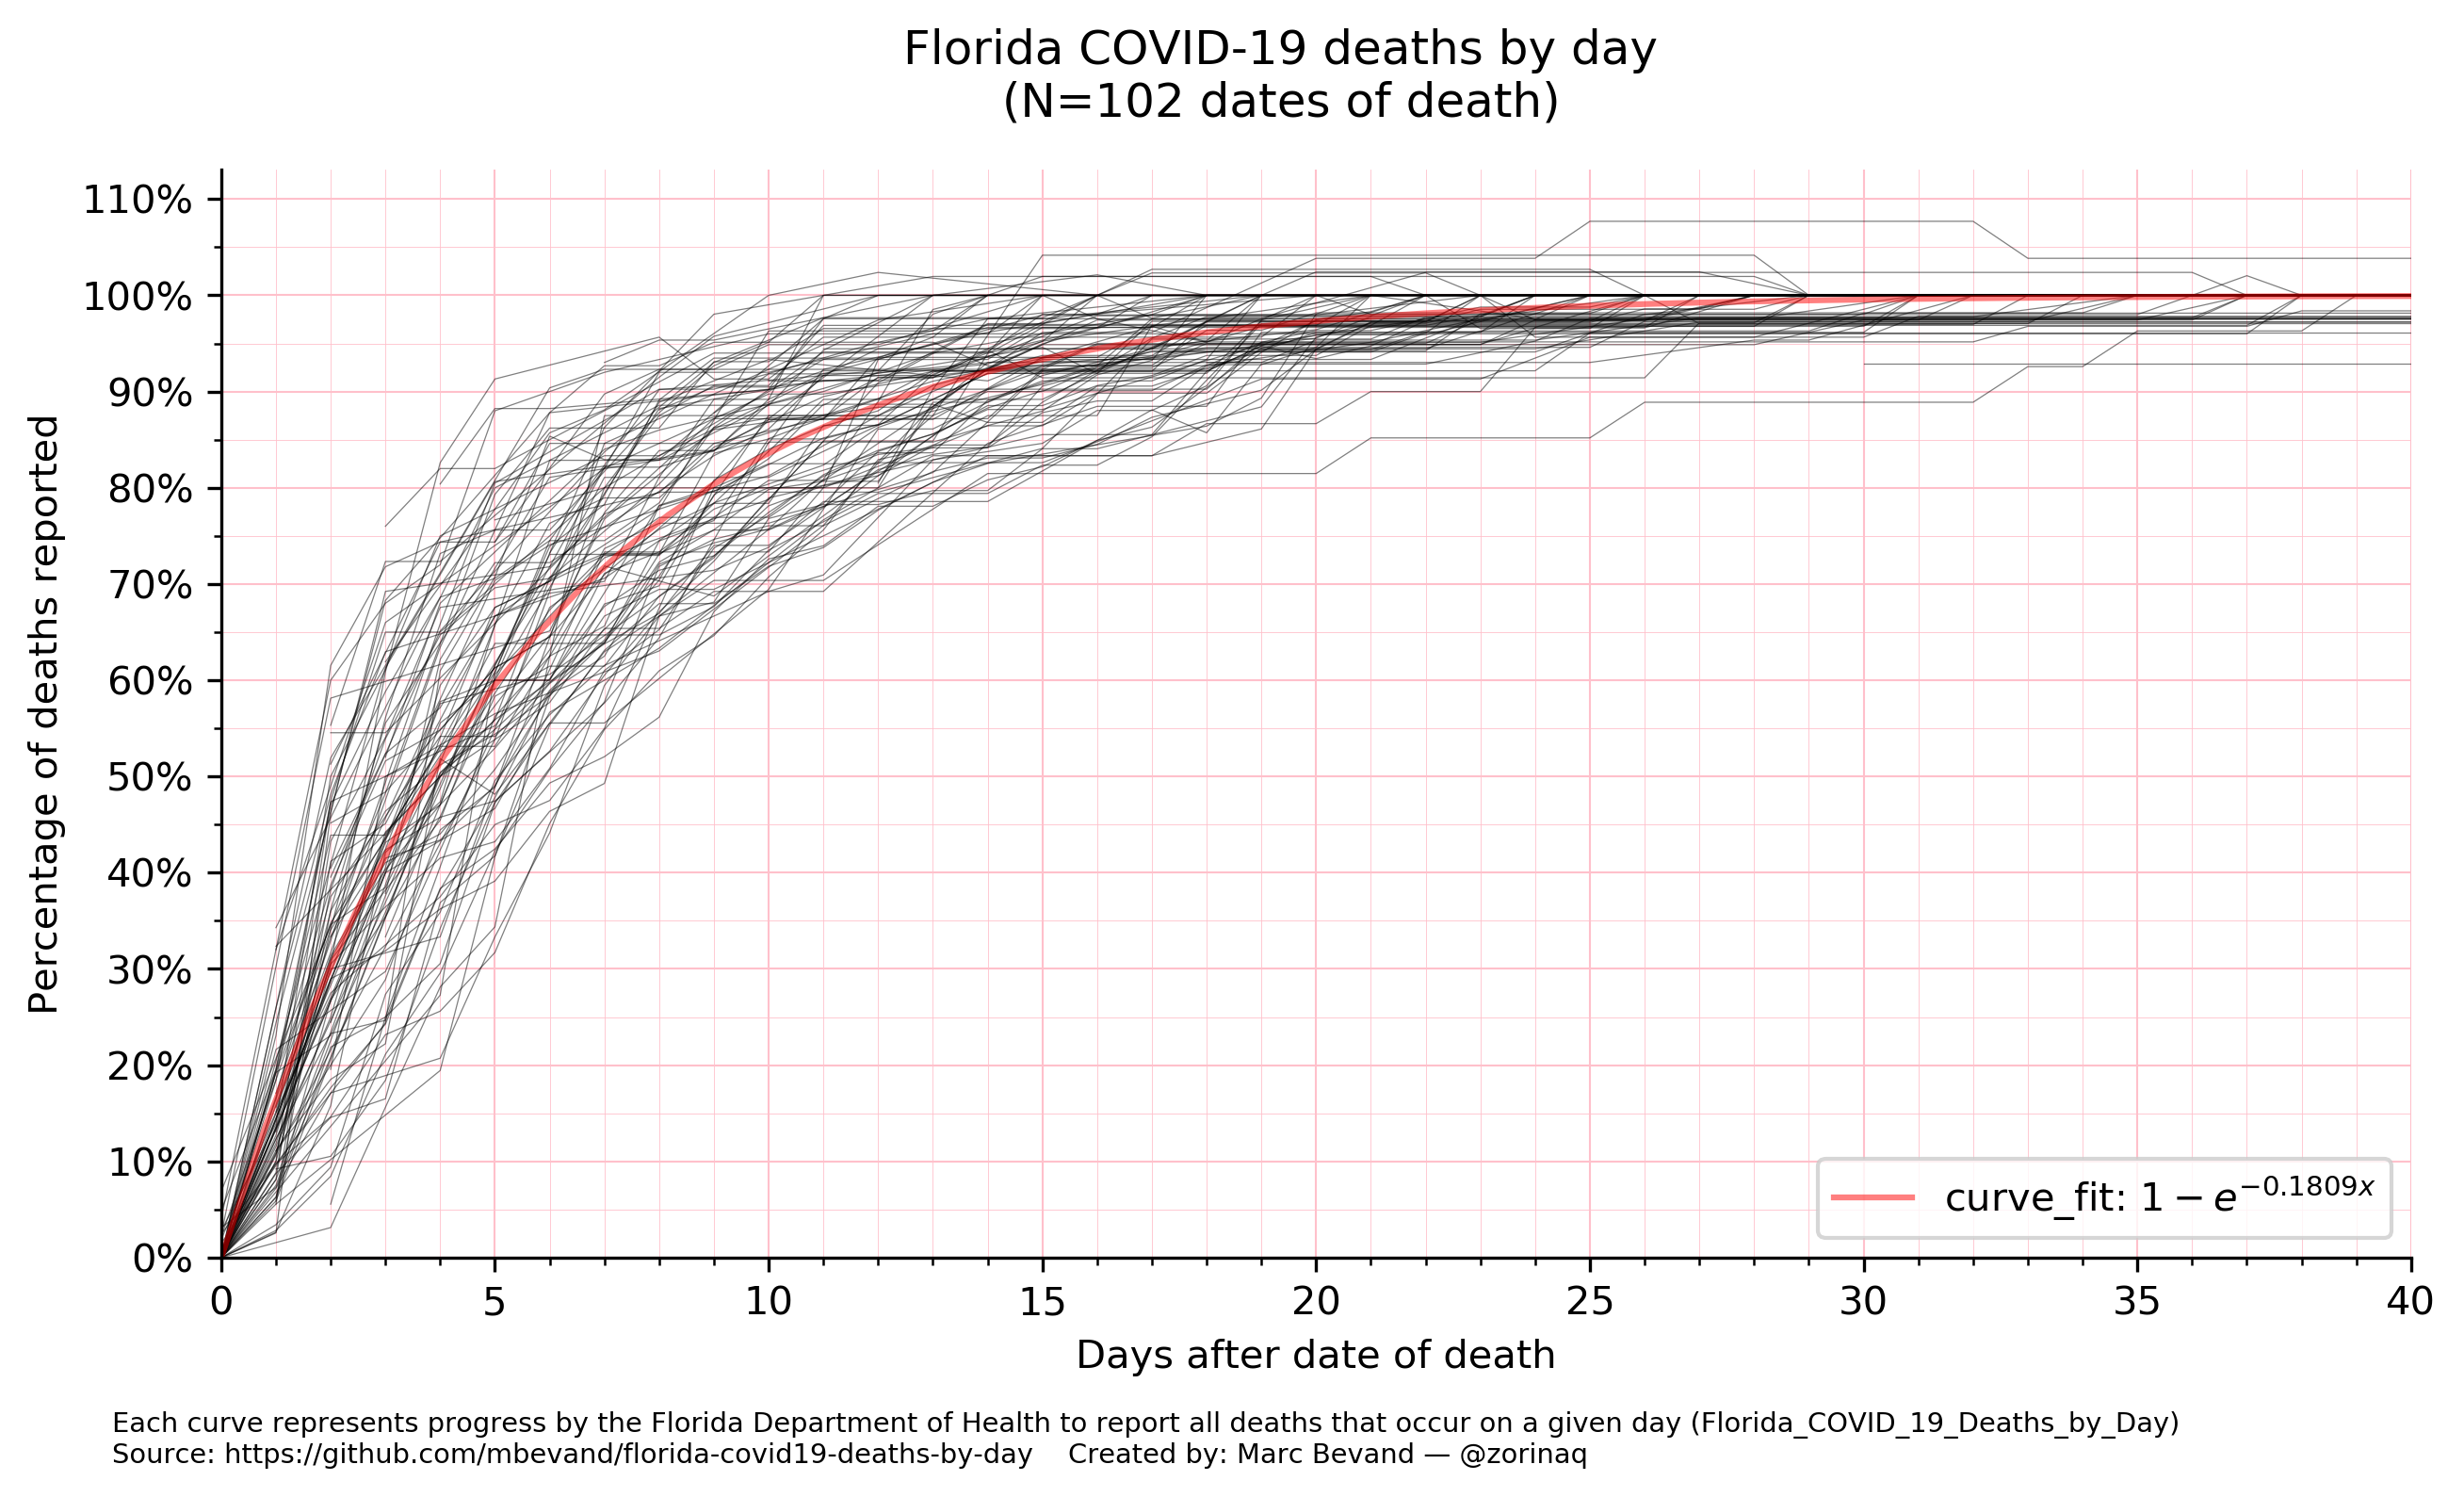 Florida COVID-19 deaths by day
(N=102 dates of death)
110%
100%
90%
80%
70%
60%
50%
40%
30%
20%
10%
0%
Percentage of deaths reported
curve_fit: 1 − e^{−0.1809x}
0 5 10 15 20 25 30 35 40
Days after date of death
Each curve represents progress by the Florida Department of Health to report all deaths that occur on a given day (Florida_COVID_19_Deaths_by_Day)
Source: https://github.com/mbevand/florida-covid19-deaths-by-day Created by: Marc Bevand — @zorinaq